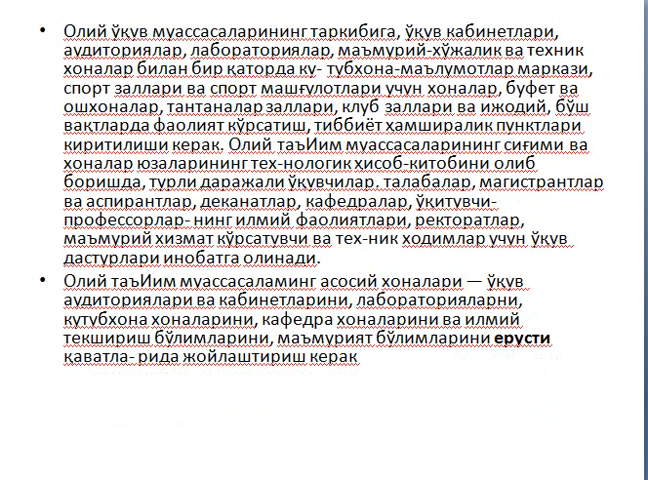 • Олий ўқув муассасаларининг таркибига, ўқув кабинетлари,
аудиториялар, лабораториялар, маъмурий-хўжалик ва техник
хоналар билан бир қаторда ку- тубхона-маълумотлар маркази,
спорт заллари ва спорт машғулотлари учун хоналар, буфет ва
ошхоналар, тантаналар заллари, клуб заллари ва ижодий, бўш
вақтларда фаолият кўрсатиш, тиббиёт ҳамширалик пунктлари
киритилиши керак. Олий таъИим муассасаларининг сиғими ва
хоналар юзаларининг тех-нологик ҳисоб-китобини олиб
боришда, турли даражали ўқувчилар. талабалар, магистрантлар
ва аспирантлар, деканатлар, кафедралар, ўқитувчи-
профессорлар- нинг илмий фаолиятлари, ректоратлар,
маъмурий хизмат кўрсатувчи ва тех-ник ходимлар учун ўқув
дастурлари инобатга олинади.
• Олий таъИим муассасаламинг асосий хоналари — ўқув
аудиториялари ва кабинетларини, лабораторияларни,
кутубхона хоналарини, кафедра хоналарини ва илмий
текшириш бўлимларини, маъмурият бўлимларини ерусти
қаватла- рида жойлаштириш керак